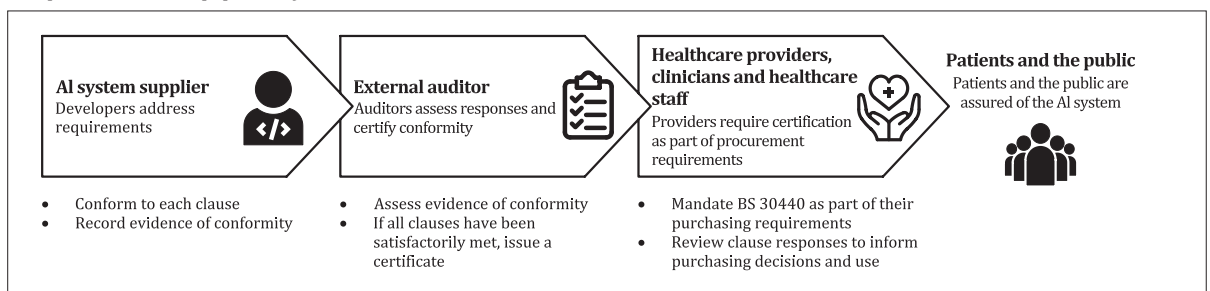 AI system supplier
Developers address
requirements
</>
External auditor
Auditors assess responses and
certify conformity
Healthcare providers,
clinicians and healthcare
staff
Providers require certification
as part of procurement
requirements
Patients and the public
Patients and the public are
assured of the AI system
• Conform to each clause
• Record evidence of conformity
• Assess evidence of conformity
• If all clauses have been
satisfactorily met, issue a
certificate
• Mandate BS 30440 as part of their
purchasing requirements
• Review clause responses to inform
purchasing decisions and use